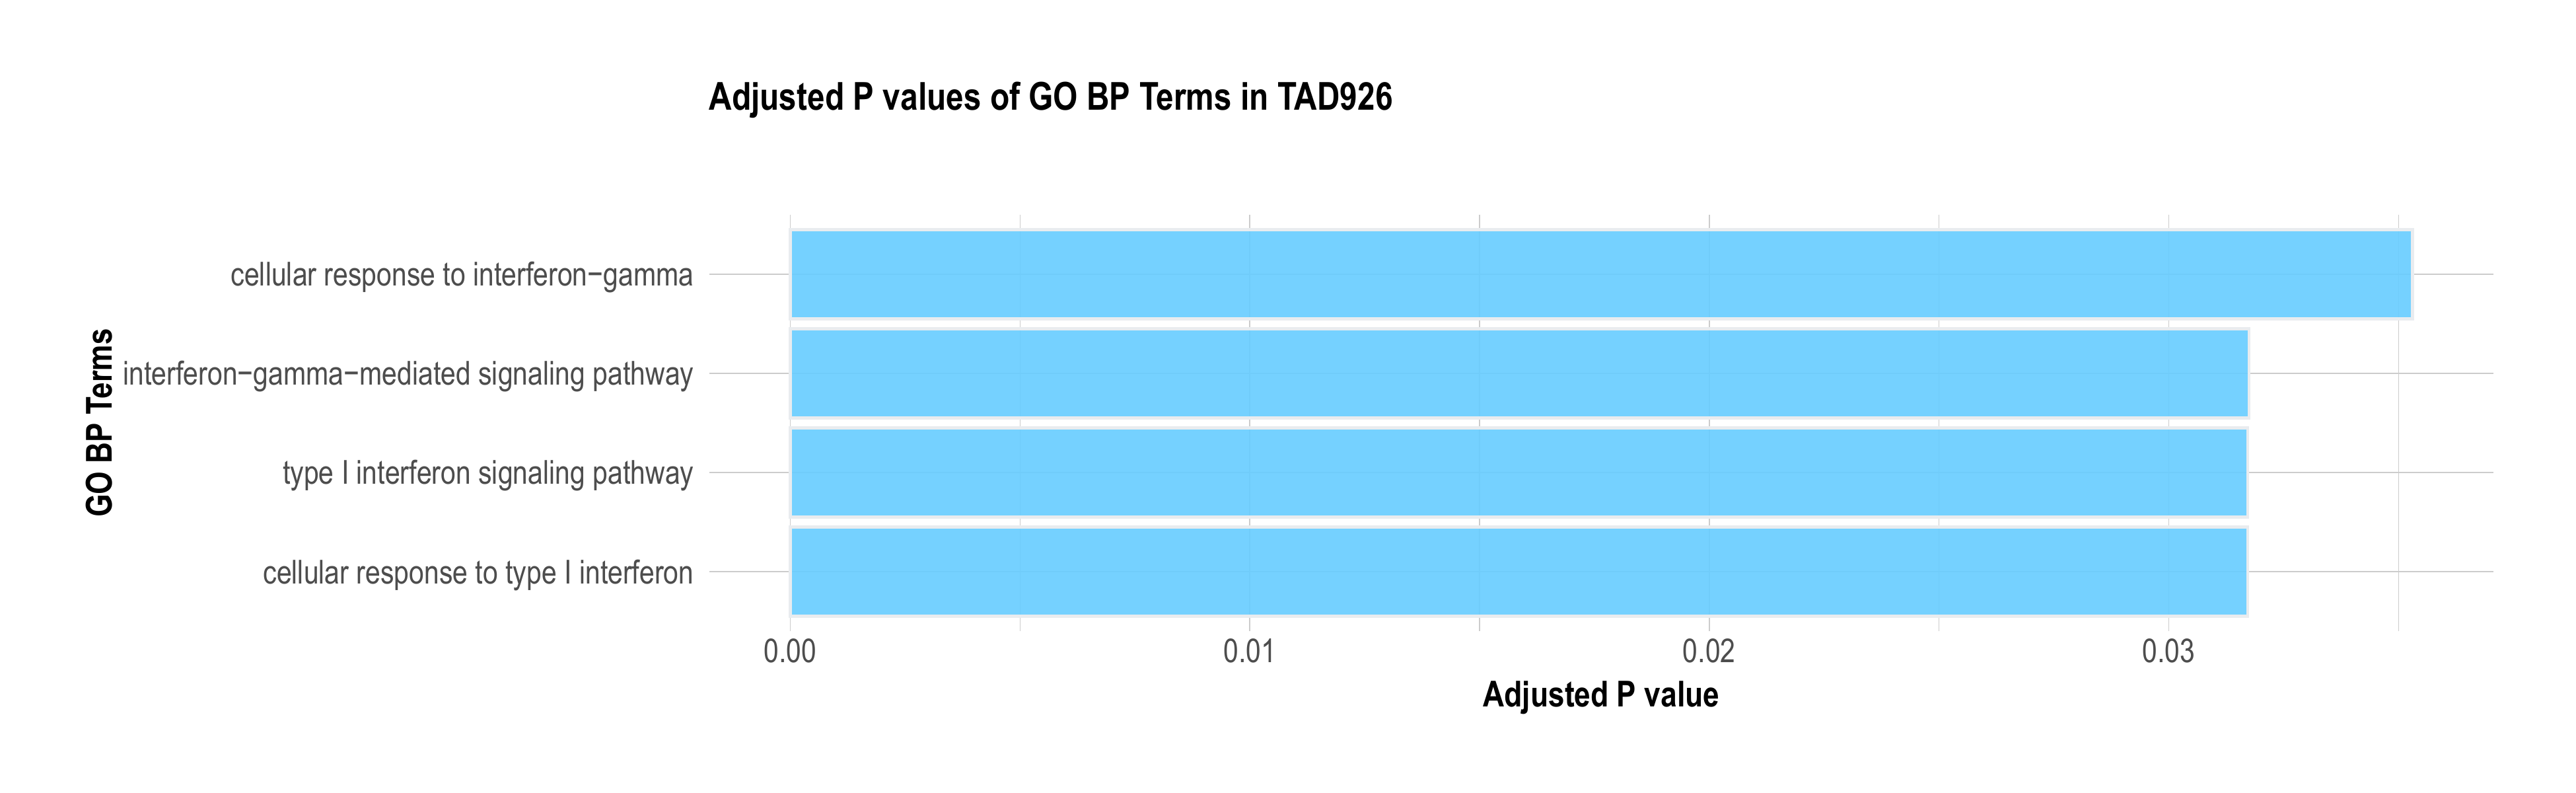 Adjusted P values of GO BP Terms in TAD926
GO BP Terms
cellular response to interferon−gamma
interferon−gamma−mediated signaling pathway
type I interferon signaling pathway
cellular response to type I interferon
0.00 0.01 0.02 0.03
Adjusted P value